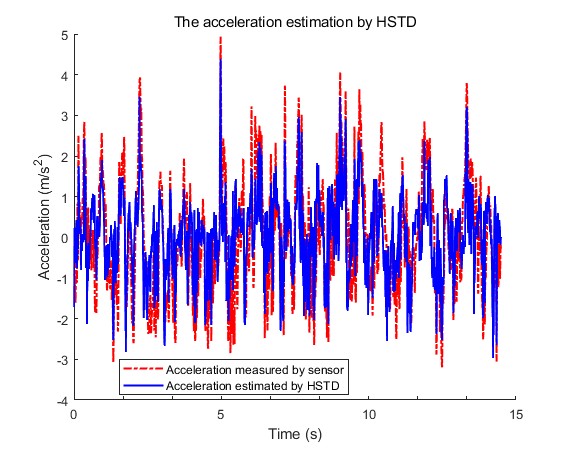 The acceleration estimation by HSTD
5
4
3
2
1
0
-1
-2
-3
-4
Acceleration (m/s²)
Acceleration measured by sensor
Acceleration estimated by HSTD
0
5
10
15
Time (s)